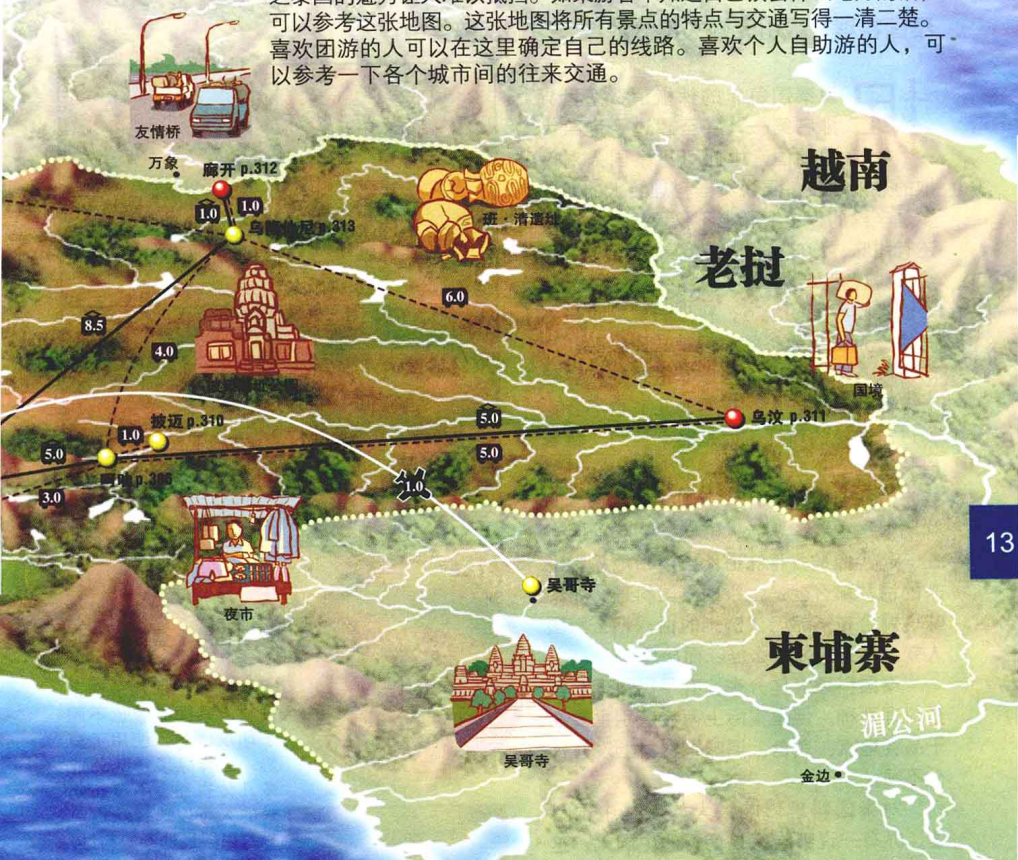 可以参考这张地图。这张地图将所有景点的特点与交通写得一清二楚。
喜欢团游的人可以在这里确定自己的线路。喜欢个人自助游的人，可
以参考一下各个城市间的往来交通。
友情桥
万象
廊开 p.312
1.0
1.0
p.313
班·清遗址
越南
老挝
6.0
8.5
4.0
国境
披迈 p.310
1.0
5.0
5.0
乌汶 p.311
5.0
3.0
1.0
13
夜市
吴哥寺
柬埔寨
湄公河
吴哥寺
金边